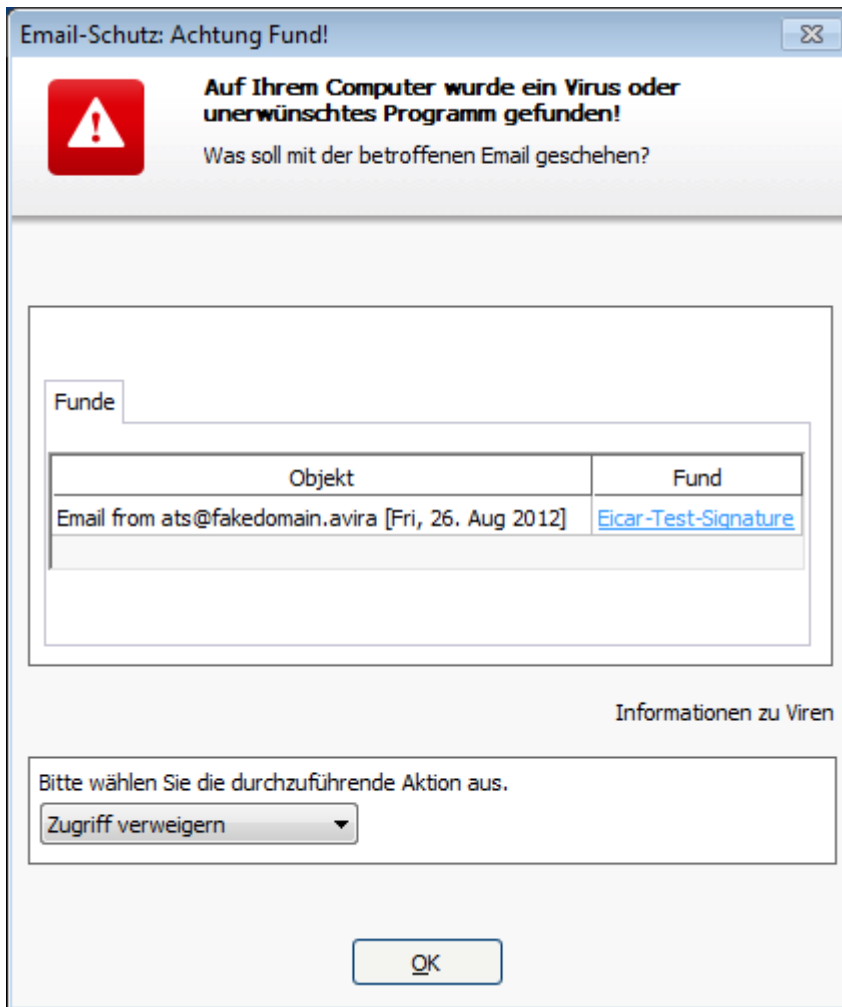 Email-Schutz: Achtung Fund!
Auf Ihrem Computer wurde ein Virus oder
unerwünschtes Programm gefunden!
Was soll mit der betroffenen Email geschehen?
Funde
Objekt Fund
Email from ats@fakedomain.avira [Fri, 26. Aug 2012] Eicar-Test-Signature
Informationen zu Viren
Bitte wählen Sie die durchzuführende Aktion aus.
Zugriff verweigern
OK